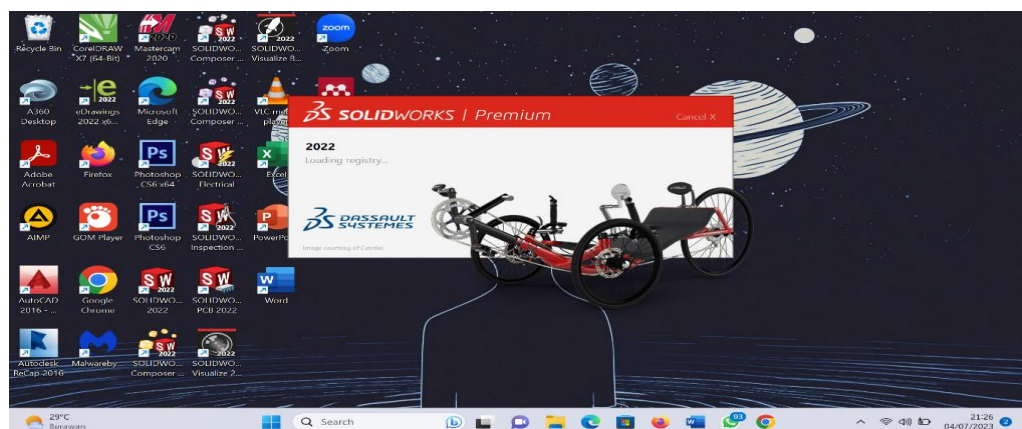 Recycle Bin
CorelDRAW
X7 (64-Bit)
Mastercam
2020
SOLIDWO...
Composer ...
SOLIDWO...
Visualize B...
zoom
Zoom
A360
Desktop
eDrawings
2022 x6...
Microsoft
Edge
SOLIDWO...
Composer ...
VLC media
player
Adobe
Acrobat
Firefox
Photoshop
CS6 x64
SOLIDWO...
Electrical
Excel
AIMP
GOM Player
Photoshop
CS6
SOLIDWO...
Inspection ...
PowerPo
AutoCAD
2016 - ...
Google
Chrome
SOLIDWO...
2022
SOLIDWO...
PCB 2022
Word
Autodesk
ReCap 2016
Malwareby...
SOLIDWO...
Composer ...
SOLIDWO...
Visualize 2...
SOLIDWORKS | Premium
Cancel X
2022
Loading registry...
DASSAULT
SYSTEMES
Image courtesy of Catrike
29°C
Berawan
Search
93
21:26
04/07/2023
2